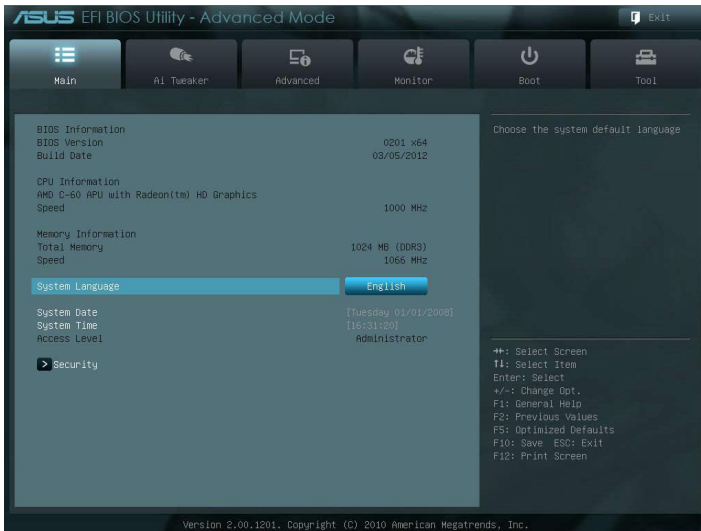 ASUS EFI BIOS Utility - Advanced Mode
Exit
Main
Ai Tweaker
Advanced
Monitor
Boot
Tool
BIOS Information
BIOS Version 0201 x64
Build Date 03/05/2012
CPU Information
AMD C-60 APU with Radeon(tm) HD Graphics
Speed 1000 MHz
Memory Information
Total Memory 1024 MB (DDR3)
Speed 1066 MHz
System Language English
System Date [Tuesday 01/01/2008]
System Time [16:31:20]
Access Level Administrator
> Security
Choose the system default language
→←: Select Screen
↑↓: Select Item
Enter: Select
+/-: Change Opt.
F1: General Help
F2: Previous Values
F5: Optimized Defaults
F10: Save ESC: Exit
F12: Print Screen
Version 2.00.1201. Copyright (C) 2010 American Megatrends, Inc.